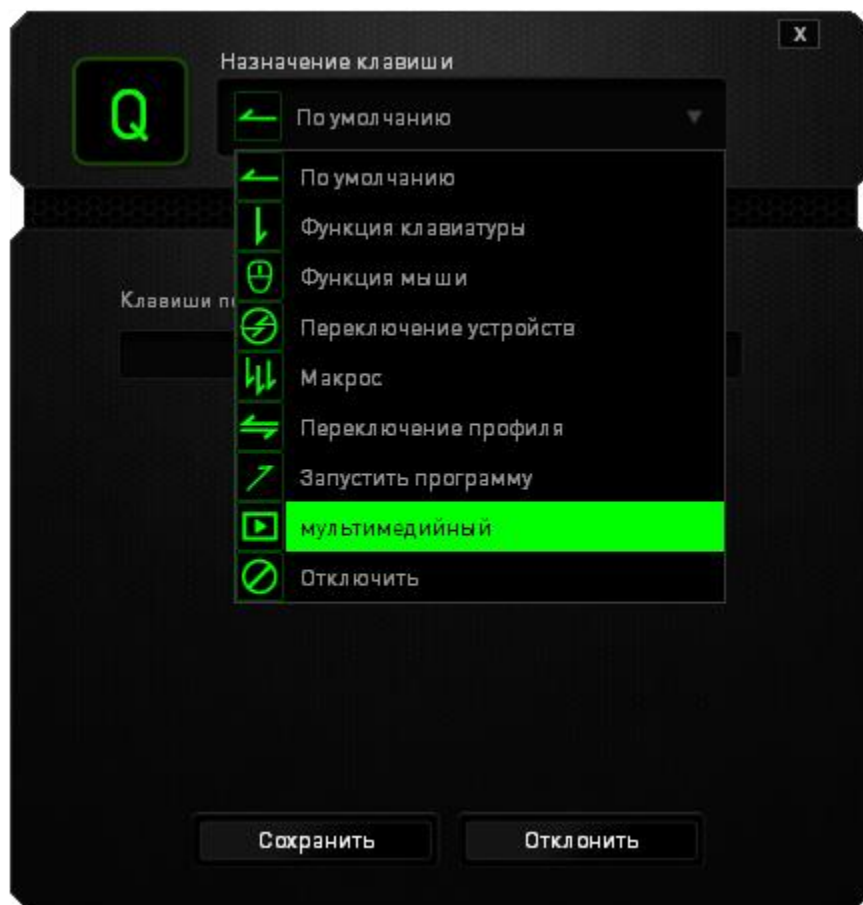 X
Назначение клавиши
Q
По умолчанию
По умолчанию
Функция клавиатуры
Функция мыши
Клавиши
Переключение устройств
Макрос
Переключение профиля
Запустить программу
мультимедийный
Отключить
Сохранить
Отклонить